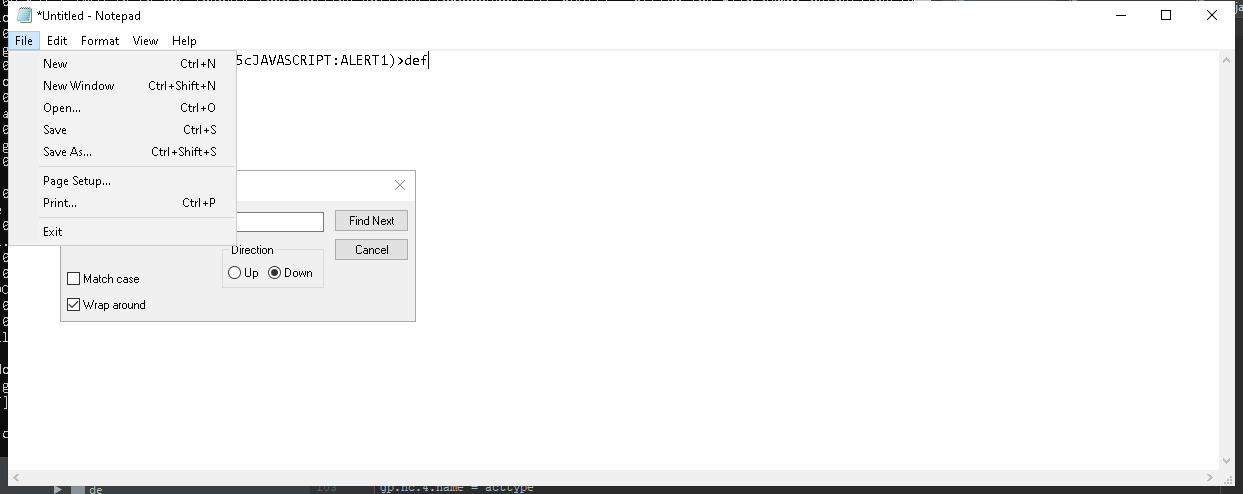 *Untitled - Notepad
File Edit Format View Help
New Ctrl+N
5cJAVASCRIPT:ALERT1)>def
New Window Ctrl+Shift+N
Open... Ctrl+O
Save Ctrl+S
Save As... Ctrl+Shift+S
Page Setup...
Print... Ctrl+P
Exit
Find Next
Cancel
Direction
Up Down
Match case
Wrap around
de
gp.nc.4.name = acttype